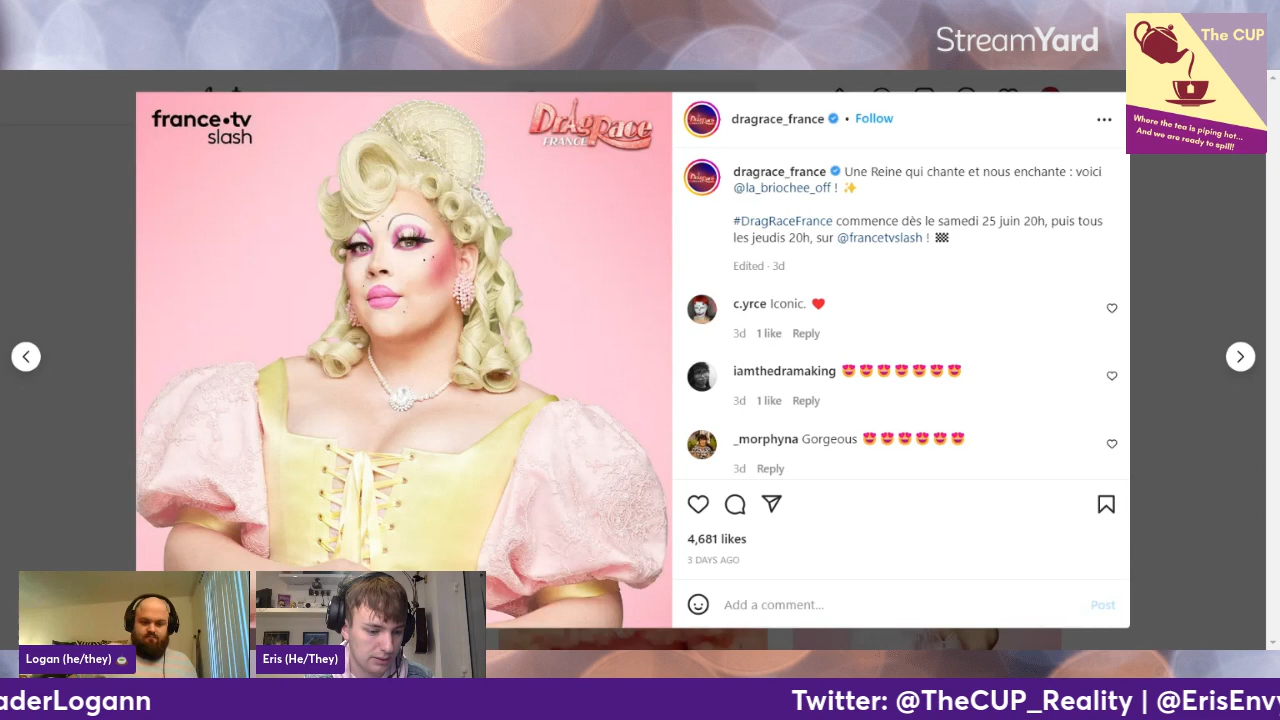 StreamYard
The CUP
Where the tea is piping hot...
And we are ready to spill!
france•tv
slash
Drag Race
FRANCE
dragrace_france • Follow
dragrace_france Une Reine qui chante et nous enchante : voici
@la_briochee_off ! ✨
#DragRaceFrance commence dès le samedi 25 juin 20h, puis tous
les jeudis 20h, sur @francetvslash ! 🏁
Edited · 3d
c.yrce Iconic. ♥️
3d 1 like Reply
iamthedramaking 😍😍😍😍😍😍😍
3d 1 like Reply
_morphyna Gorgeous 😍😍😍😍😍😍
3d Reply
4,681 likes
3 DAYS AGO
Add a comment...
Post
Logan (he/they) 🍵
Eris (He/They)
aderLogann
Twitter: @TheCUP_Reality | @ErisEnvy